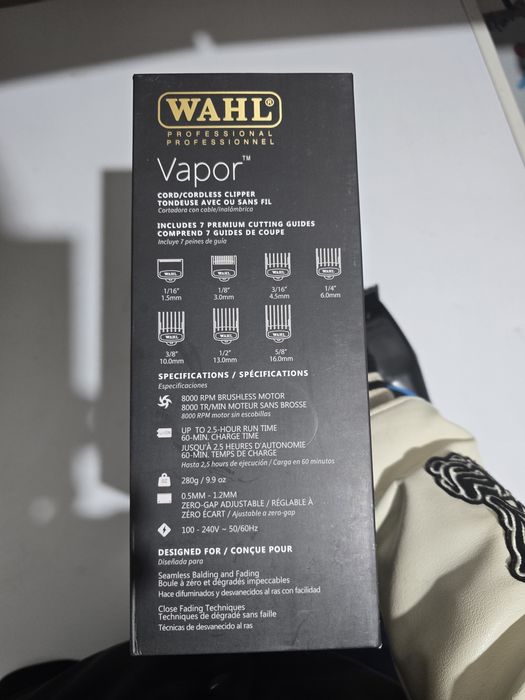 WAHL®
PROFESSIONAL
PROFESSIONNEL
Vapor™
CORD/CORDLESS CLIPPER
TONDEUSE AVEC OU SANS FIL
Cortadora con cable/inalámbrica
INCLUDES 7 PREMIUM CUTTING GUIDES
COMPREND 7 GUIDES DE COUPE
Incluye 7 peines de guía
WAHL WAHL WAHL WAHL
1/16" 1/8" 3/16" 1/4"
1.5mm 3.0mm 4.5mm 6.0mm
WAHL WAHL WAHL
3/8" 1/2" 5/8"
10.0mm 13.0mm 16.0mm
SPECIFICATIONS / SPÉCIFICATIONS
Especificaciones
8000 RPM BRUSHLESS MOTOR
8000 TR/MIN MOTEUR SANS BROSSE
8000 RPM motor sin escobillas
UP TO 2.5-HOUR RUN TIME
60-MIN. CHARGE TIME
JUSQU'À 2.5 HEURES D'AUTONOMIE
60-MIN. TEMPS DE CHARGE
Hasta 2,5 horas de ejecución / Carga en 60 minutos
280g / 9.9 oz
0.5MM - 1.2MM
ZERO-GAP ADJUSTABLE / RÉGLABLE À
ZÉRO ÉCART / Ajustable a zero-gap
100 - 240V ~ 50/60Hz
DESIGNED FOR / CONÇUE POUR
Diseñada para
Seamless Balding and Fading
Boule à zéro et dégradés impeccables
Hace difuminados y desvanecidos al ras con facilidad
Close Fading Techniques
Techniques de dégradé sans faille
Técnicas de desvanecido al ras